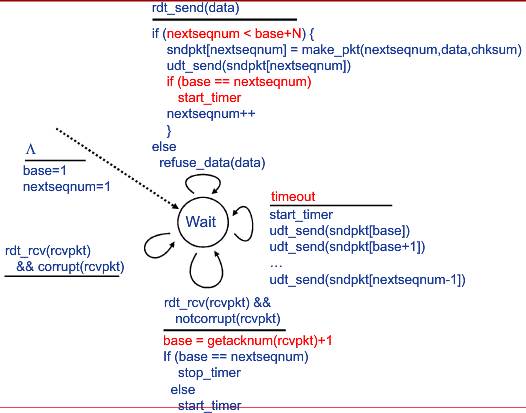 rdt_send(data)
if (nextseqnum < base+N) {
sndpkt[nextseqnum] = make_pkt(nextseqnum,data,chksum)
udt_send(sndpkt[nextseqnum])
if (base == nextseqnum)
start_timer
nextseqnum++
}
else
refuse_data(data)
Λ
base=1
nextseqnum=1
Wait
timeout
start_timer
udt_send(sndpkt[base])
udt_send(sndpkt[base+1])
…
udt_send(sndpkt[nextseqnum-1])
rdt_rcv(rcvpkt)
&& corrupt(rcvpkt)
rdt_rcv(rcvpkt) &&
notcorrupt(rcvpkt)
base = getacknum(rcvpkt)+1
If (base == nextseqnum)
stop_timer
else
start_timer